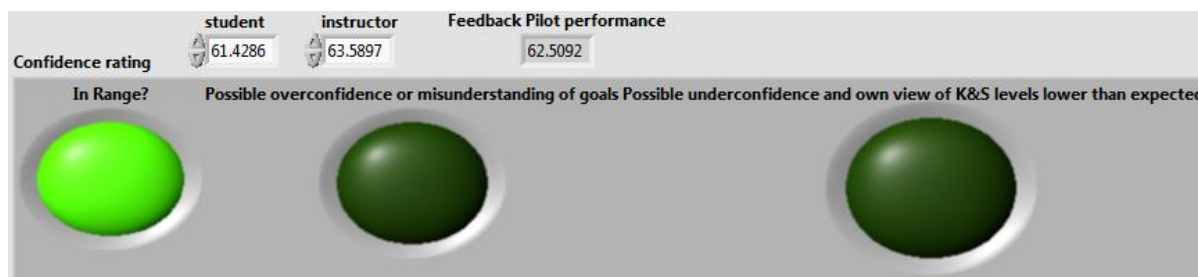 student instructor Feedback Pilot performance
Confidence rating 61.4286 63.5897 62.5092
In Range? Possible overconfidence or misunderstanding of goals Possible underconfidence and own view of K&S levels lower than expected